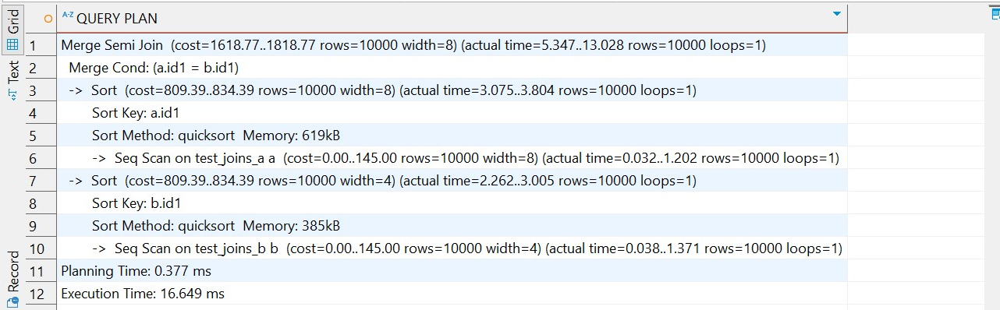 Grid
Text
Record
A-Z QUERY PLAN
1 Merge Semi Join (cost=1618.77..1818.77 rows=10000 width=8) (actual time=5.347..13.028 rows=10000 loops=1)
2 Merge Cond: (a.id1 = b.id1)
3 -> Sort (cost=809.39..834.39 rows=10000 width=8) (actual time=3.075..3.804 rows=10000 loops=1)
4 Sort Key: a.id1
5 Sort Method: quicksort Memory: 619kB
6 -> Seq Scan on test_joins_a a (cost=0.00..145.00 rows=10000 width=8) (actual time=0.032..1.202 rows=10000 loops=1)
7 -> Sort (cost=809.39..834.39 rows=10000 width=4) (actual time=2.262..3.005 rows=10000 loops=1)
8 Sort Key: b.id1
9 Sort Method: quicksort Memory: 385kB
10 -> Seq Scan on test_joins_b b (cost=0.00..145.00 rows=10000 width=4) (actual time=0.038..1.371 rows=10000 loops=1)
11 Planning Time: 0.377 ms
12 Execution Time: 16.649 ms